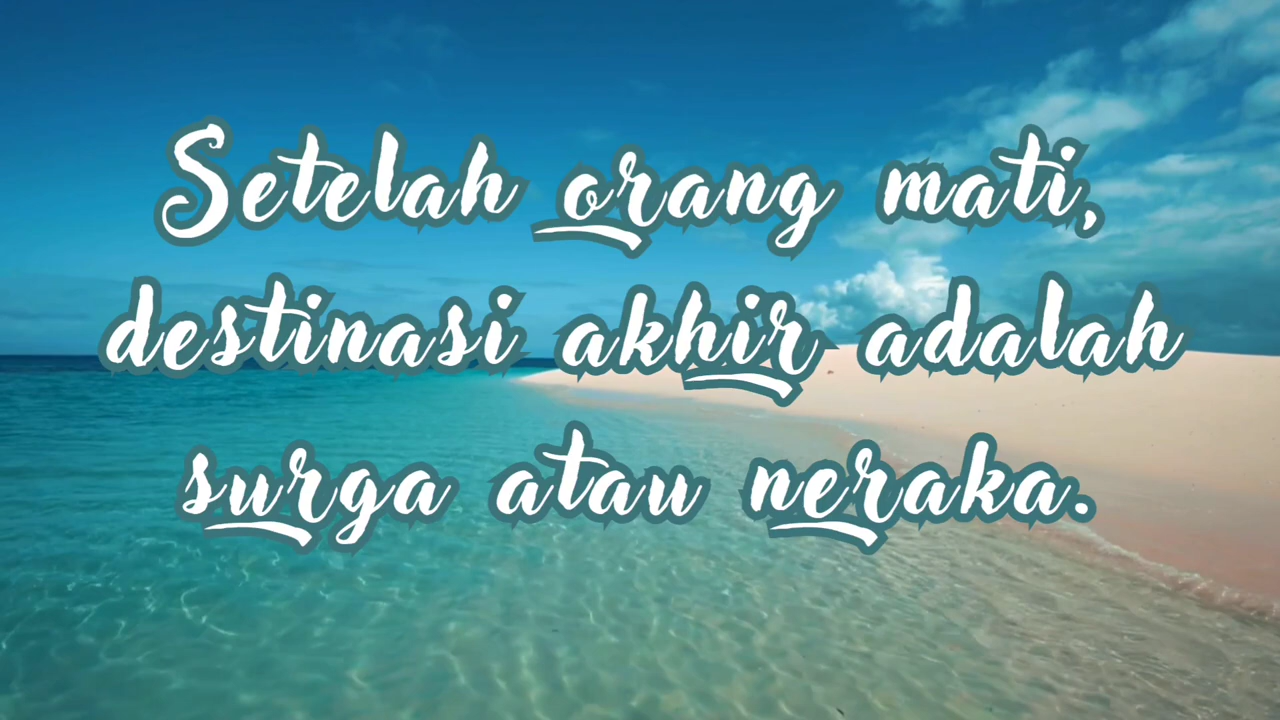 Setelah orang mati,
destinasi akhir adalah
surga atau neraka.